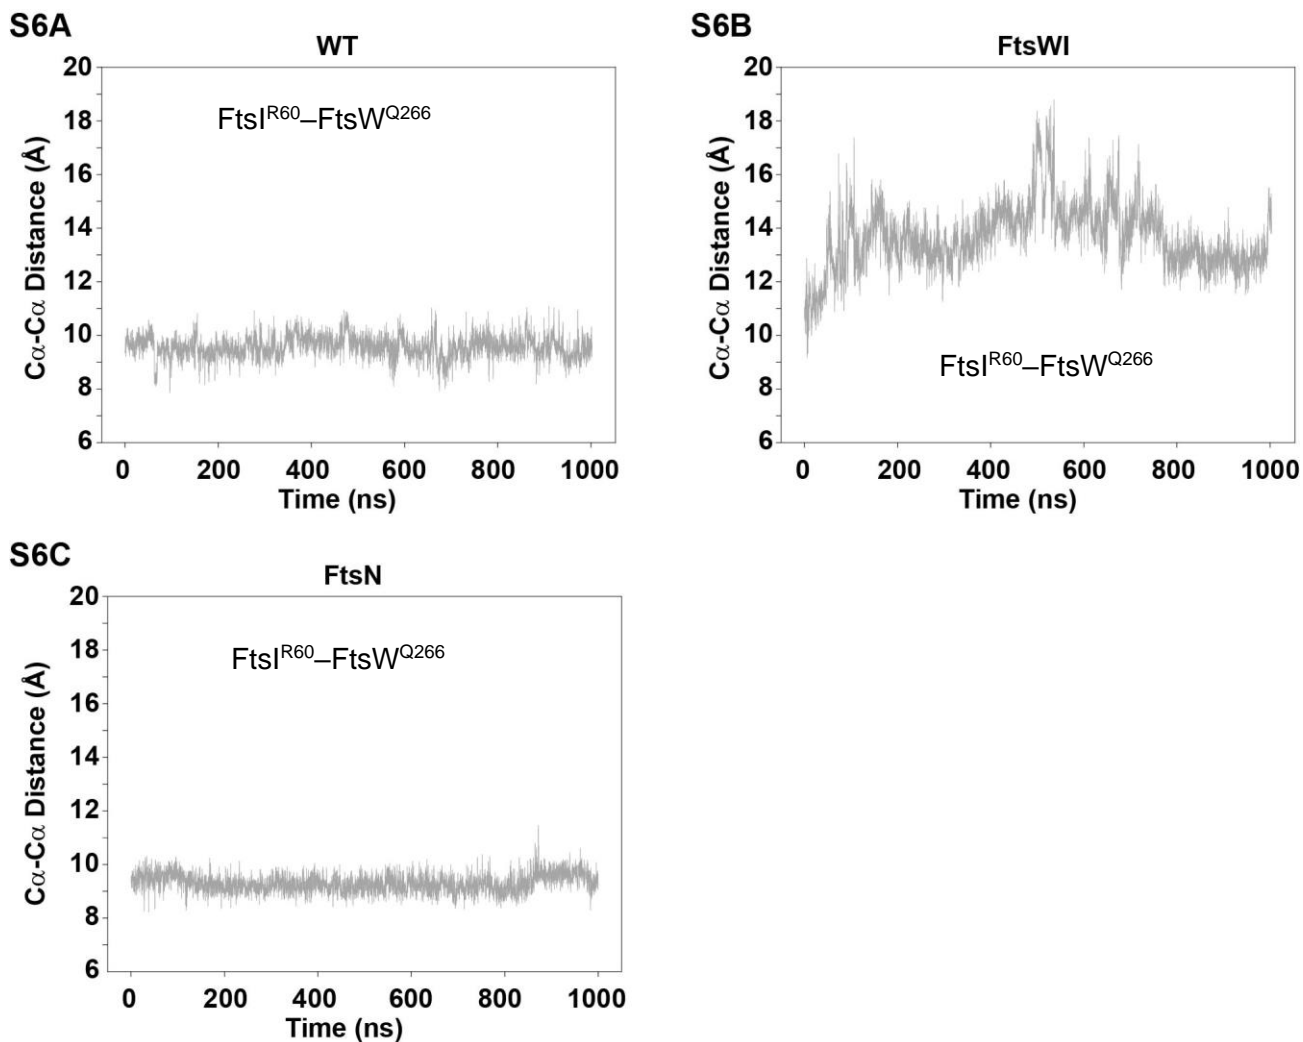 S6A
WT
20
18
16
14
12
10
8
6
Cα-Cα Distance (Å)
FtsI^R60–FtsW^Q266
0 200 400 600 800 1000
Time (ns)
S6B
FtsWI
20
18
16
14
12
10
8
6
Cα-Cα Distance (Å)
FtsI^R60–FtsW^Q266
0 200 400 600 800 1000
Time (ns)
S6C
FtsN
20
18
16
14
12
10
8
6
Cα-Cα Distance (Å)
FtsI^R60–FtsW^Q266
0 200 400 600 800 1000
Time (ns)